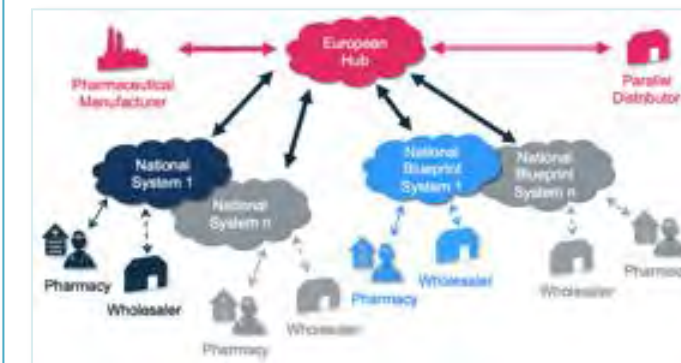 European
Hub
Pharmaceutical
Manufacturer
Parallel
Distributor
National
System 1
National
System n
National
Blueprint
System 1
National
Blueprint
System n
Pharmacy
Wholesaler
Pharmacy
Wholesaler
Pharmacy
Wholesaler
Wholesaler
Pharmac